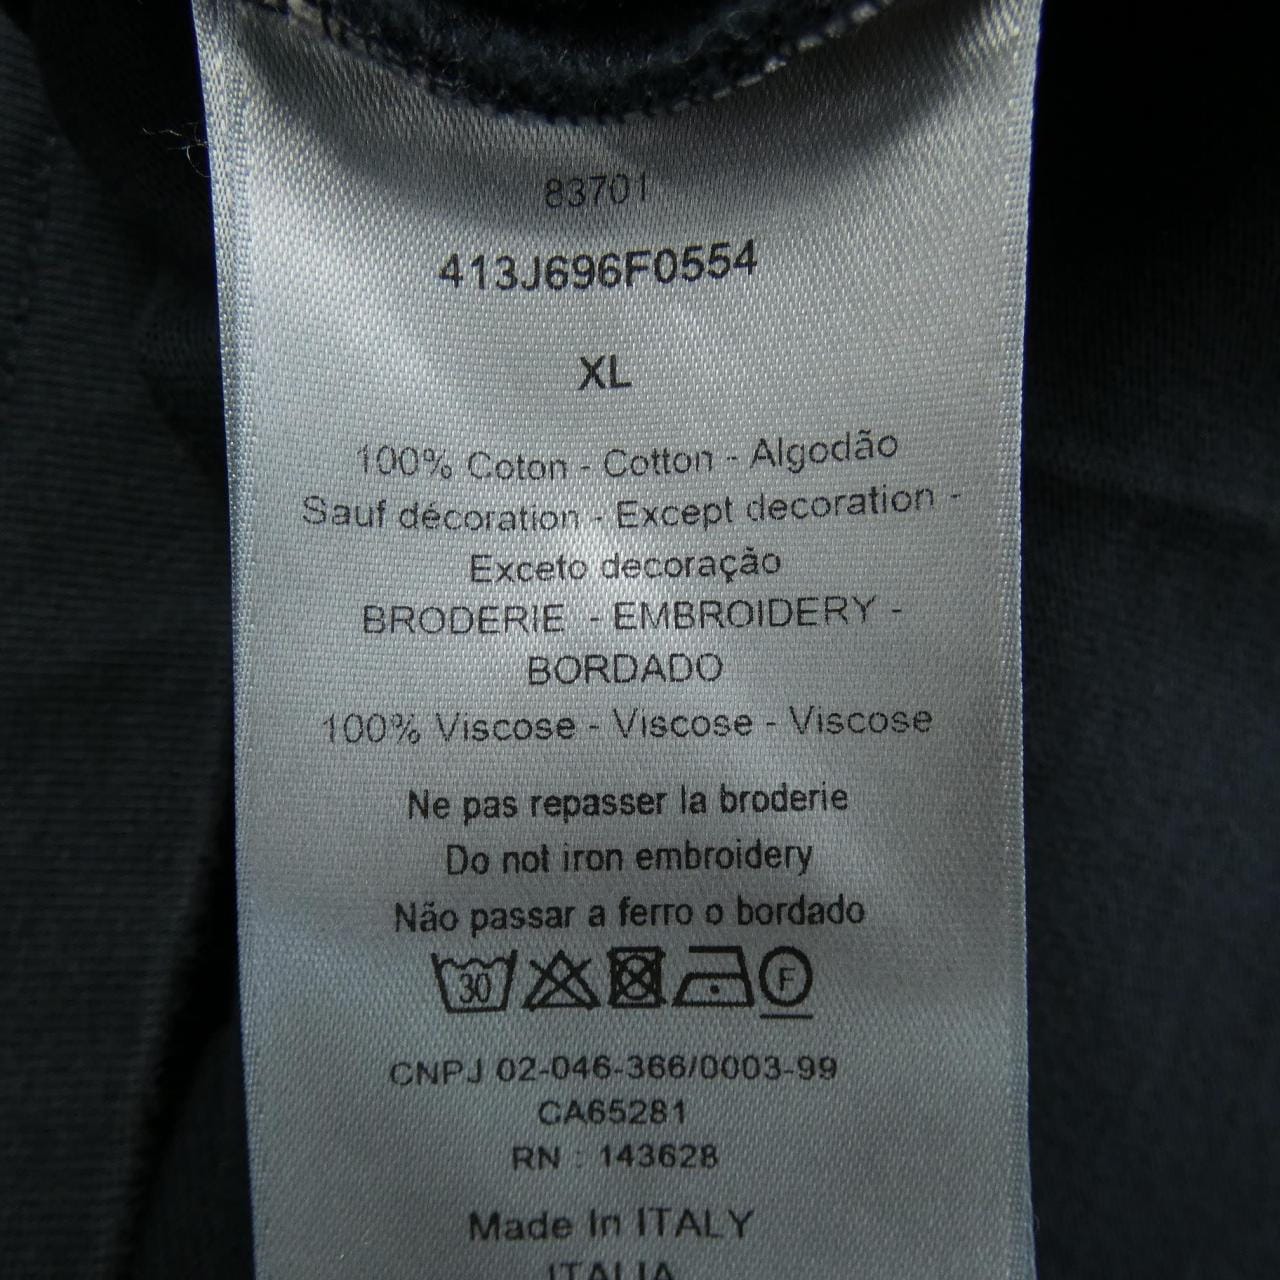 83701
413J696F0554
XL
100% Coton - Cotton - Algodão
Sauf décoration - Except decoration -
Exceto decoração
BRODERIE - EMBROIDERY -
BORDADO
100% Viscose - Viscose - Viscose
Ne pas repasser la broderie
Do not iron embroidery
Não passar a ferro o bordado
30 F
CNPJ 02-046-366/0003-99
CA65281
RN : 143628
Made In ITALY
ITALIA